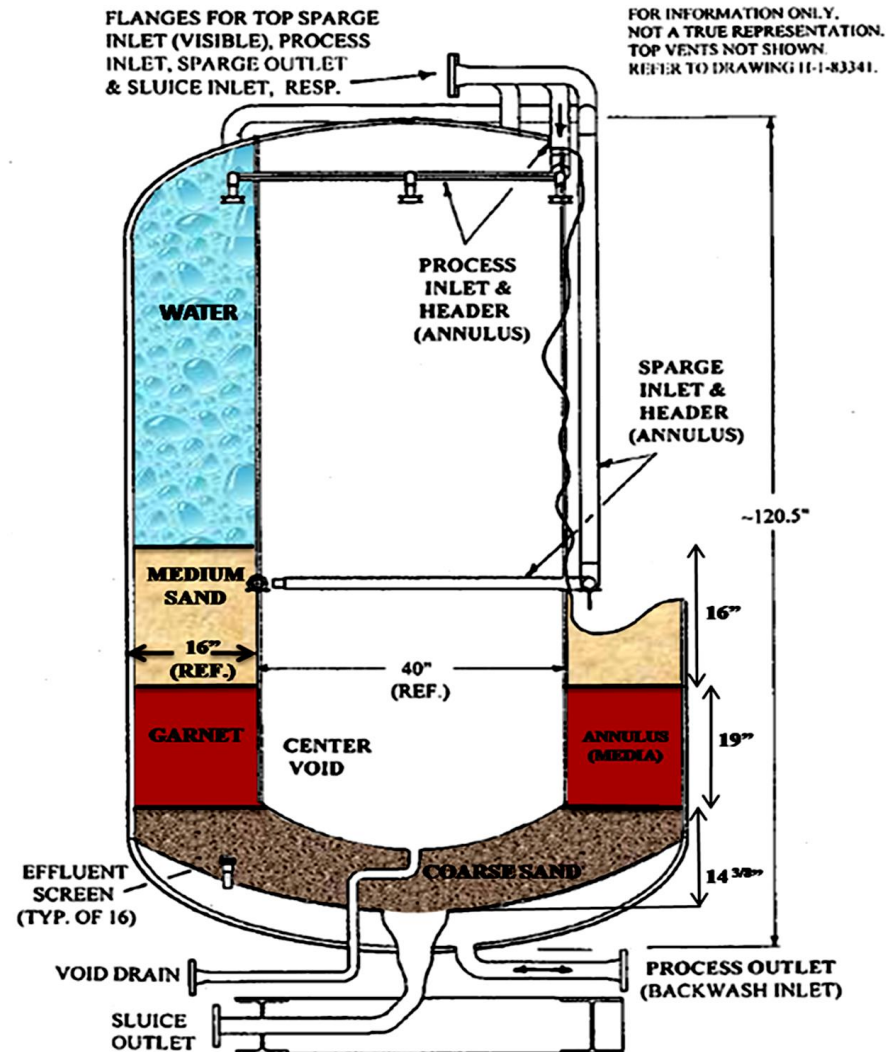 FLANGES FOR TOP SPARGE
INLET (VISIBLE), PROCESS
INLET, SPARGE OUTLET
& SLUICE INLET, RESP.
FOR INFORMATION ONLY.
NOT A TRUE REPRESENTATION.
TOP VENTS NOT SHOWN.
REFER TO DRAWING H-1-83341.
PROCESS
INLET &
HEADER
(ANNULUS)
WATER
SPARGE
INLET &
HEADER
(ANNULUS)
~120.5"
MEDIUM
SAND
16"
16"
(REF.)
40"
(REF.)
GARNET
CENTER
VOID
ANNULUS
(MEDIA)
19"
EFFLUENT
SCREEN
(TYP. OF 16)
COARSE SAND
14 3/8"
VOID DRAIN
PROCESS OUTLET
(BACKWASH INLET)
SLUICE
OUTLET